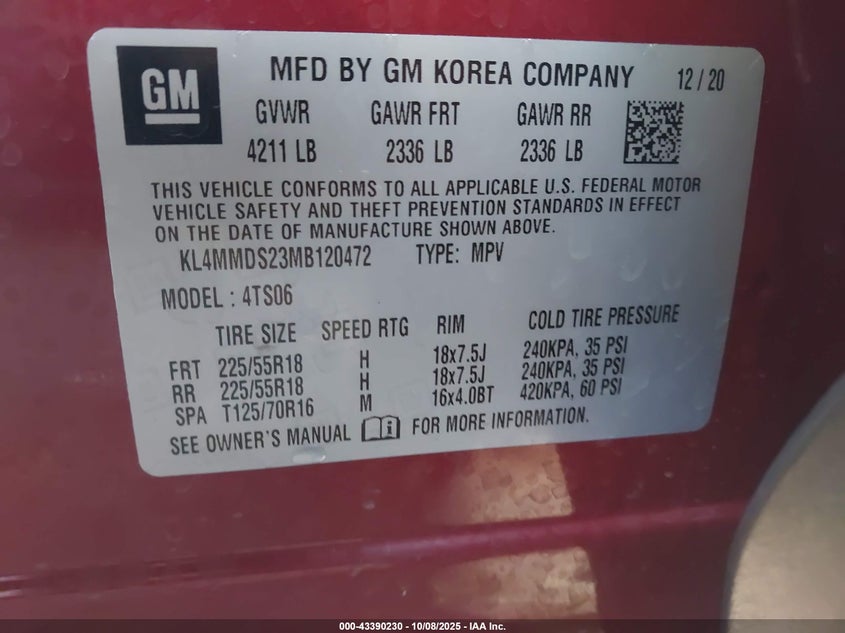 GM
MFD BY GM KOREA COMPANY 12/20
GVWR GAWR FRT GAWR RR
4211 LB 2336 LB 2336 LB
THIS VEHICLE CONFORMS TO ALL APPLICABLE U.S. FEDERAL MOTOR
VEHICLE SAFETY AND THEFT PREVENTION STANDARDS IN EFFECT
ON THE DATE OF MANUFACTURE SHOWN ABOVE.
KL4MMDS23MB120472 TYPE: MPV
MODEL : 4TS06
TIRE SIZE SPEED RTG RIM COLD TIRE PRESSURE
FRT 225/55R18 H 18x7.5J 240KPA, 35 PSI
RR 225/55R18 H 18x7.5J 240KPA, 35 PSI
SPA T125/70R16 M 16x4.0BT 420KPA, 60 PSI
SEE OWNER'S MANUAL FOR MORE INFORMATION.
000-43390230 - 10/08/2025 - IAA Inc.